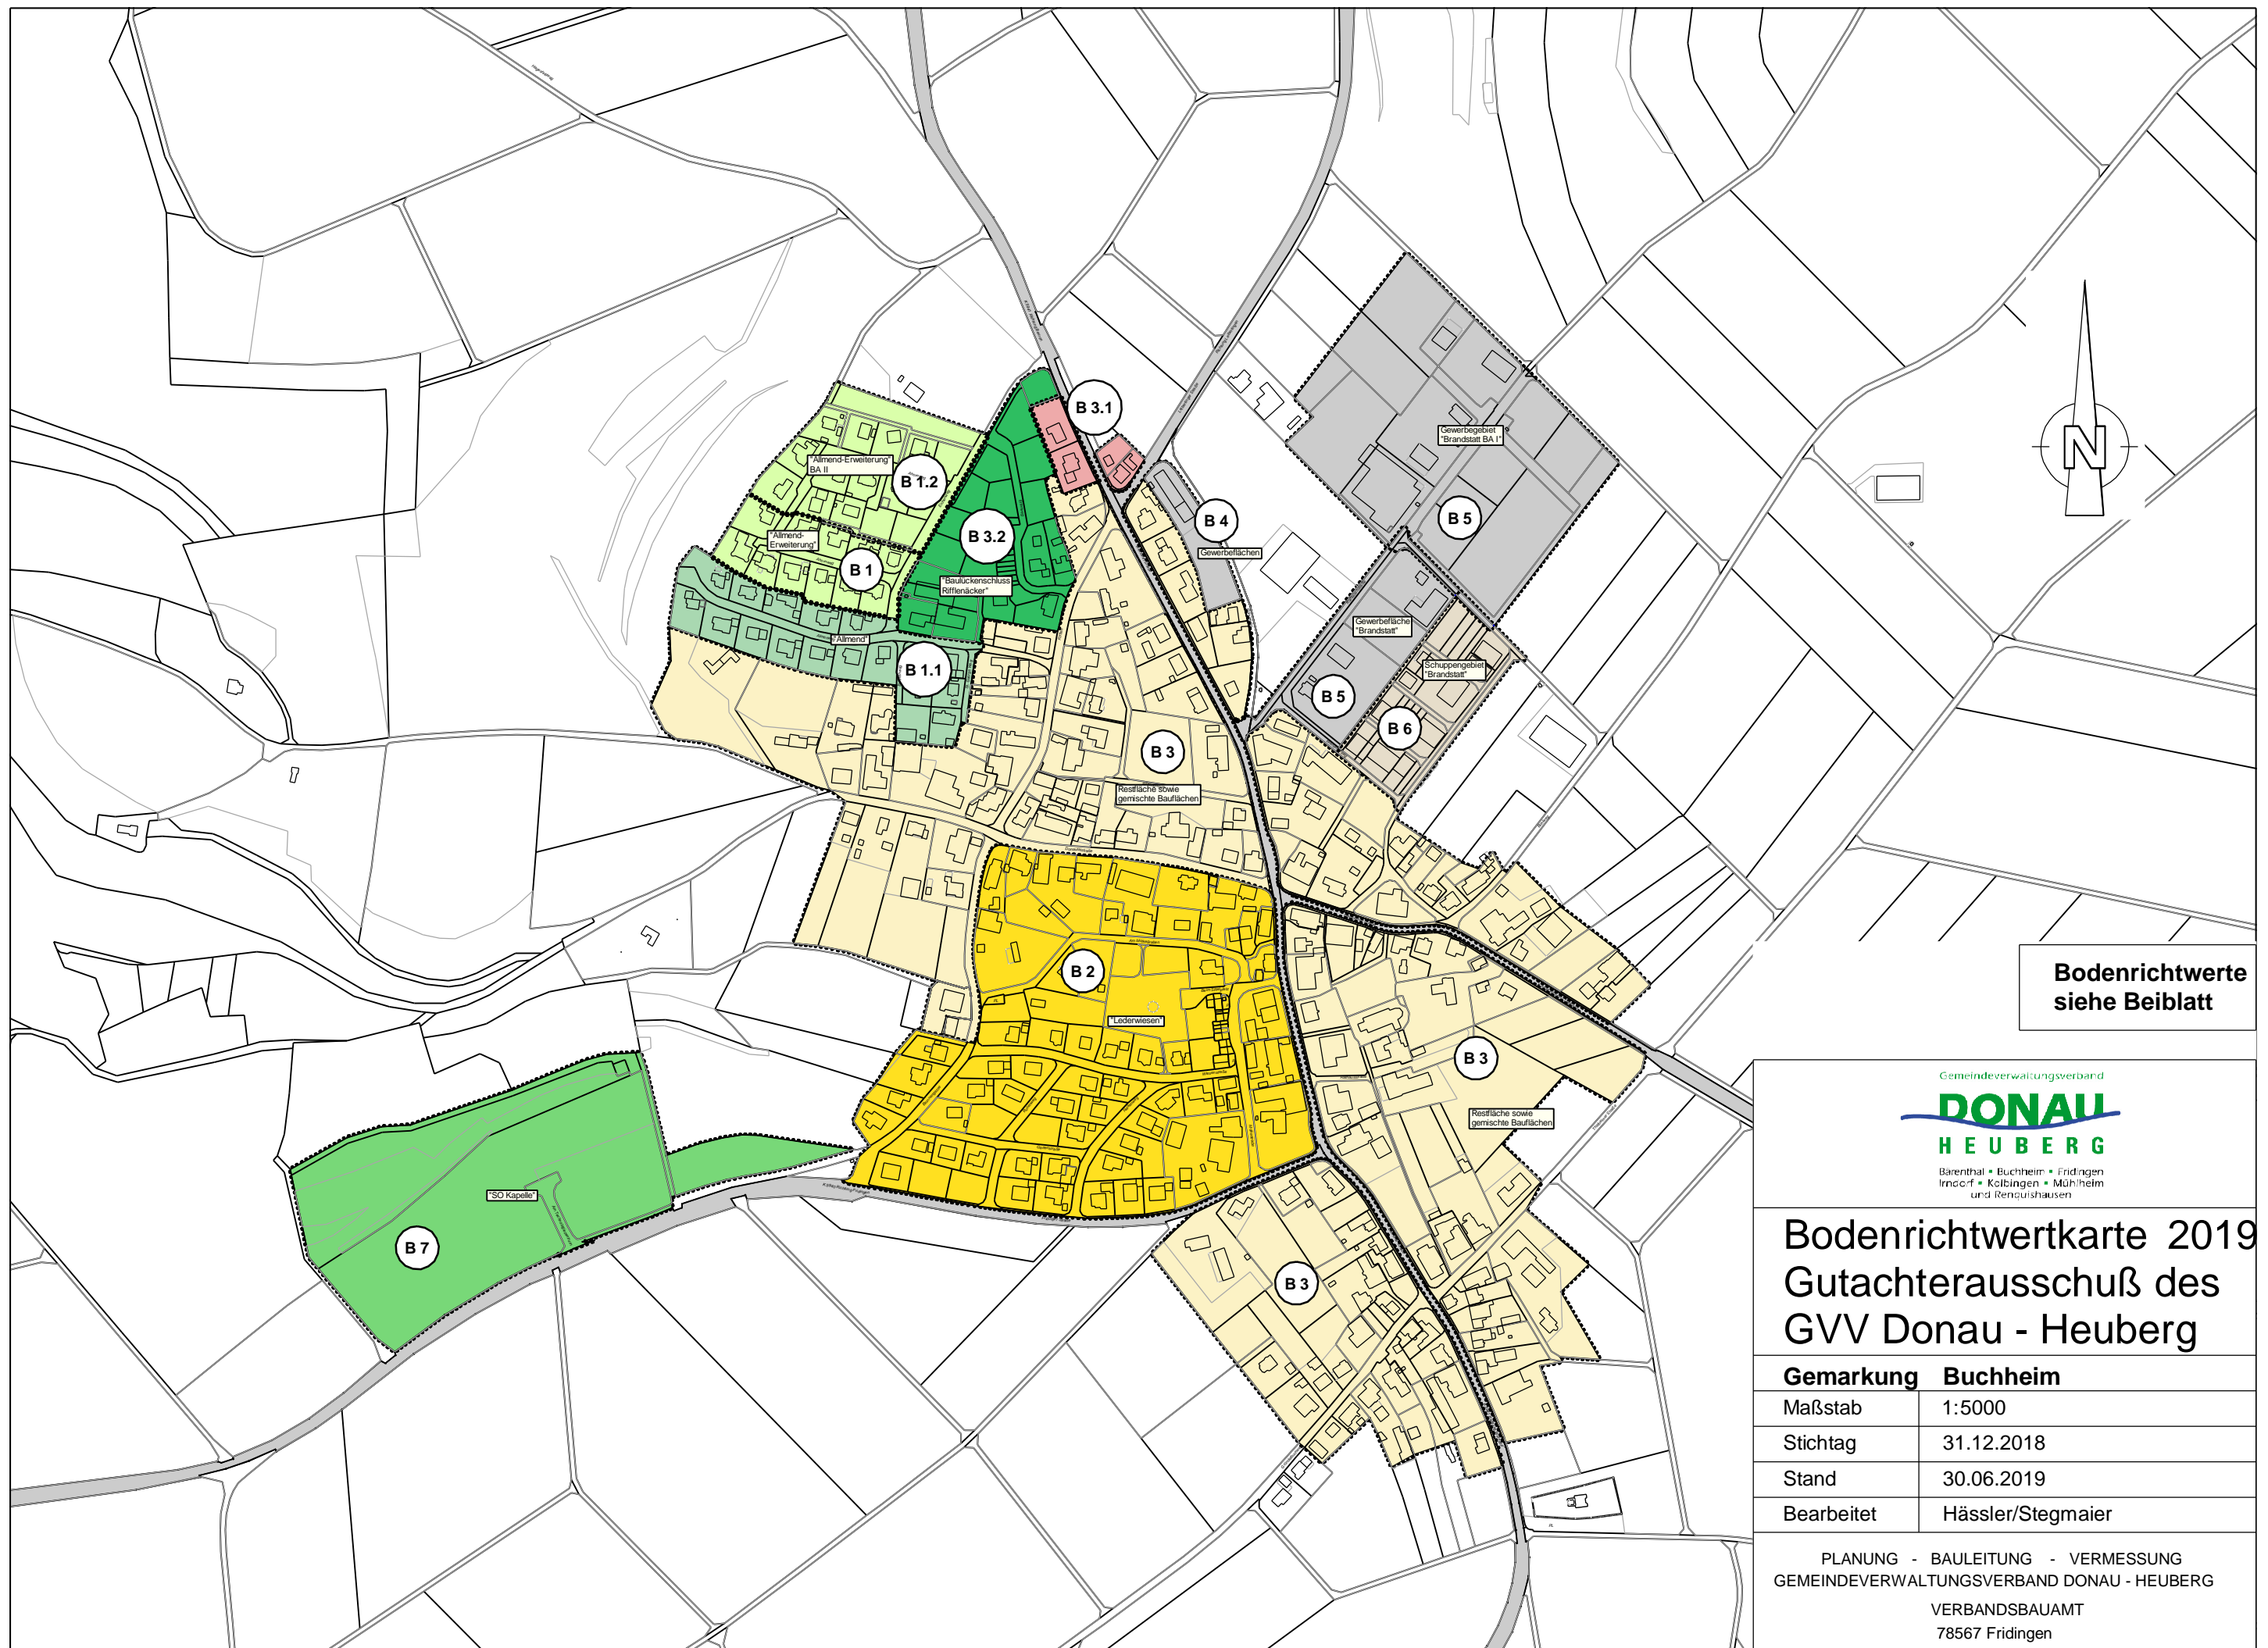 B 3.1
"Allmend-Erweiterung"
BA II
B 1.2
Gewerbegebiet
"Brandstatt BA I"
B 5
B 4
Gewerbeflächen
B 3.2
"Allmend-
Erweiterung"
B 1
"Baulückenschluss
Rifflenäcker"
"Allmend"
B 1.1
Gewerbefläche
"Brandstatt"
Schuppengebiet
"Brandstatt"
B 5
B 6
B 3
Restfläche sowie
gemischte Bauflächen
B 2
"Lederwiesen"
B 3
Restfläche sowie
gemischte Bauflächen
"SO Kapelle"
B 7
B 3
N
Bodenrichtwerte
siehe Beiblatt
Gemeindeverwaltungsverband
DONAU
HEUBERG
Bärenthal ▪ Buchheim ▪ Fridingen
Irndorf ▪ Kolbingen ▪ Mühlheim
und Renquishausen
Bodenrichtwertkarte 2019
Gutachterausschuß des
GVV Donau - Heuberg
Gemarkung Buchheim
Maßstab 1:5000
Stichtag 31.12.2018
Stand 30.06.2019
Bearbeitet Hässler/Stegmaier
PLANUNG - BAULEITUNG - VERMESSUNG
GEMEINDEVERWALTUNGSVERBAND DONAU - HEUBERG
VERBANDSBAUAMT
78567 Fridingen